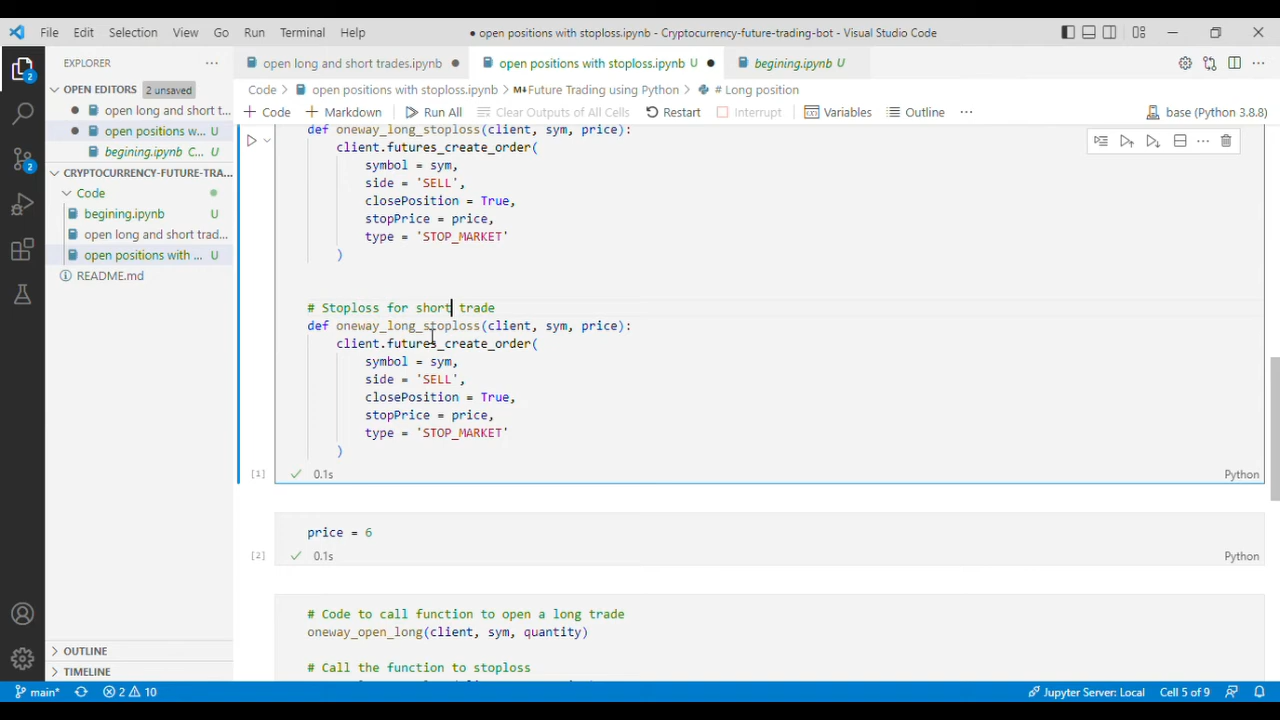 File Edit Selection View Go Run Terminal Help
● open positions with stoploss.ipynb - Cryptocurrency-future-trading-bot - Visual Studio Code
EXPLORER
OPEN EDITORS 2 unsaved
open long and short t...
open positions w... U
begining.ipynb C... U
CRYPTOCURRENCY-FUTURE-TRA...
Code
begining.ipynb U
open long and short trad...
open positions with ... U
README.md
OUTLINE
TIMELINE
2
2
open long and short trades.ipynb
open positions with stoploss.ipynb U
begining.ipynb U
Code > open positions with stoploss.ipynb > Future Trading using Python > # Long position
+ Code + Markdown Run All Clear Outputs of All Cells Restart Interrupt Variables Outline ... base (Python 3.8.8)
def oneway_long_stoploss(client, sym, price):
client.futures_create_order(
symbol = sym,
side = 'SELL',
closePosition = True,
stopPrice = price,
type = 'STOP_MARKET'
)
# Stoploss for short trade
def oneway_long_stoploss(client, sym, price):
client.futures_create_order(
symbol = sym,
side = 'SELL',
closePosition = True,
stopPrice = price,
type = 'STOP_MARKET'
)
[1] 0.1s Python
price = 6
[2] 0.1s Python
# Code to call function to open a long trade
oneway_open_long(client, sym, quantity)
# Call the function to stoploss
main* 2 10 Jupyter Server: Local Cell 5 of 9